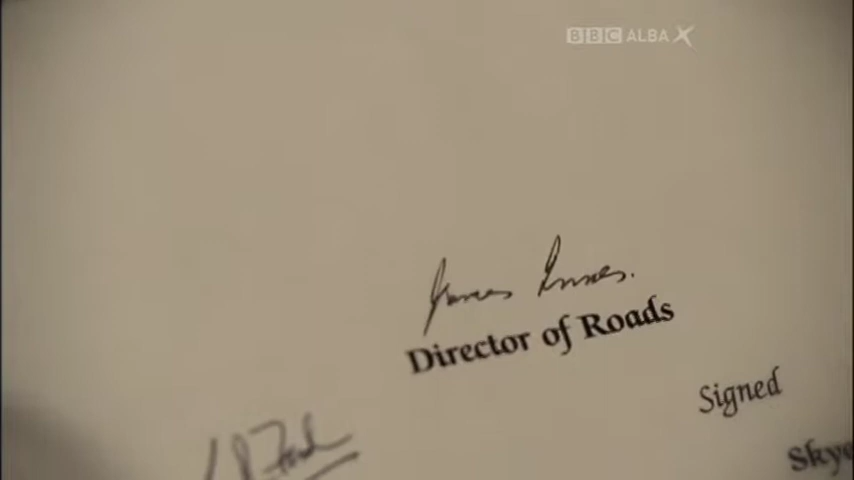 BBC ALBA
James Innes.
Director of Roads
Signed
Skye